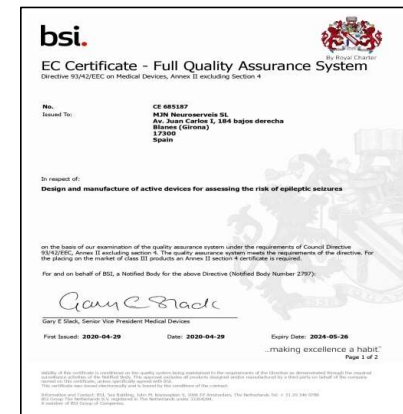 bsi.
By Royal Charter
EC Certificate - Full Quality Assurance System
Directive 93/42/EEC on Medical Devices, Annex II excluding Section 4
No. CE 685187
Issued To: MJN Neuroserveis SL
Av. Juan Carlos I, 184 bajos derecha
Blanes (Girona)
17300
Spain
In respect of:
Design and manufacture of active devices for assessing the risk of epileptic seizures
on the basis of our examination of the quality assurance system under the requirements of Council Directive
93/42/EEC, Annex II excluding section 4. The quality assurance system meets the requirements of the directive. For
the placing on the market of class III products an Annex II section 4 certificate is required.
For and on behalf of BSI, a Notified Body for the above Directive (Notified Body Number 2797):
Gary E Slack
Gary E Slack, Senior Vice President Medical Devices
First Issued: 2020-04-29 Date: 2020-04-29 Expiry Date: 2024-05-26
...making excellence a habit.™
Page 1 of 2